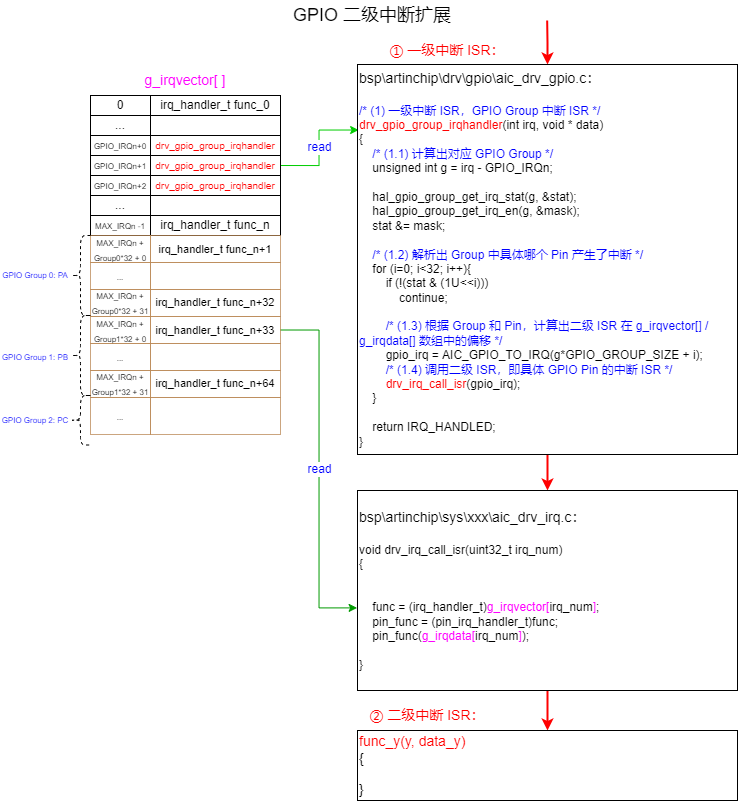 GPIO 二级中断扩展
g_irqvector[ ]
0 irq_handler_t func_0
...
GPIO_IRQn+0 drv_gpio_group_irqhandler
GPIO_IRQn+1 drv_gpio_group_irqhandler
GPIO_IRQn+2 drv_gpio_group_irqhandler
...
MAX_IRQn -1 irq_handler_t func_n
MAX_IRQn +
Group0*32 + 0
irq_handler_t func_n+1
GPIO Group 0: PA
...
MAX_IRQn +
Group0*32 + 31
irq_handler_t func_n+32
MAX_IRQn +
Group1*32 + 0
irq_handler_t func_n+33
GPIO Group 1: PB
...
MAX_IRQn +
Group1*32 + 31
irq_handler_t func_n+64
GPIO Group 2: PC
...
read
read
① 一级中断 ISR：
bsp\artinchip\drv\gpio\aic_drv_gpio.c：
/* (1) 一级中断 ISR，GPIO Group 中断 ISR */
drv_gpio_group_irqhandler(int irq, void * data)
{
/* (1.1) 计算出对应 GPIO Group */
unsigned int g = irq - GPIO_IRQn;
hal_gpio_group_get_irq_stat(g, &stat);
hal_gpio_group_get_irq_en(g, &mask);
stat &= mask;
/* (1.2) 解析出 Group 中具体哪个 Pin 产生了中断 */
for (i=0; i<32; i++){
if (!(stat & (1U<<i)))
continue;
/* (1.3) 根据 Group 和 Pin，计算出二级 ISR 在 g_irqvector[] /
g_irqdata[] 数组中的偏移 */
gpio_irq = AIC_GPIO_TO_IRQ(g*GPIO_GROUP_SIZE + i);
/* (1.4) 调用二级 ISR，即具体 GPIO Pin 的中断 ISR */
drv_irq_call_isr(gpio_irq);
}
return IRQ_HANDLED;
}
bsp\artinchip\sys\xxx\aic_drv_irq.c：
void drv_irq_call_isr(uint32_t irq_num)
{
func = (irq_handler_t)g_irqvector[irq_num];
pin_func = (pin_irq_handler_t)func;
pin_func(g_irqdata[irq_num]);
}
② 二级中断 ISR：
func_y(y, data_y)
{
}